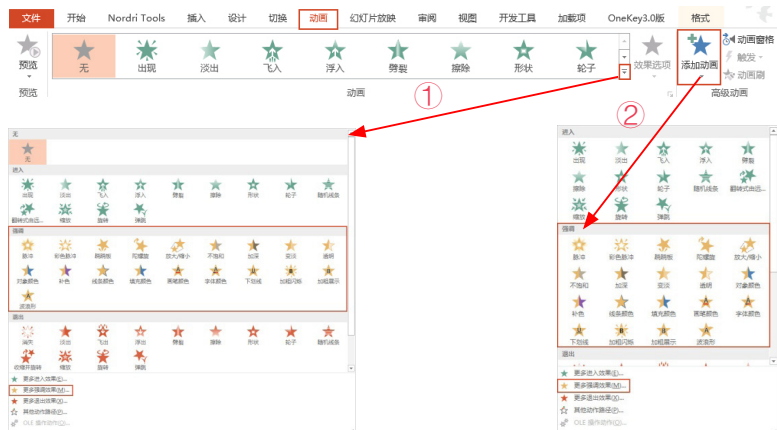 文件 开始 Nordri Tools 插入 设计 切换 动画 幻灯片放映 审阅 视图 开发工具 加载项 OneKey3.0版 格式
预览 无 出现 淡出 飞入 浮入 劈裂 擦除 形状 轮子 效果选项 添加动画 动画窗格
触发
动画刷
预览 动画 高级动画
① ②
无
无
进入
出现 淡出 飞入 浮入 劈裂 擦除 形状 轮子 随机线条
翻转式由远... 缩放 旋转 弹跳
强调
脉冲 彩色脉冲 跷跷板 陀螺旋 放大/缩小 不饱和 加深 变淡 透明
对象颜色 补色 线条颜色 填充颜色 画笔颜色 字体颜色 下划线 加粗闪烁 加粗展示
波浪形
退出
消失 淡出 飞出 浮出 劈裂 擦除 形状 轮子 随机线条
收缩并旋转 缩放 旋转 弹跳
更多进入效果(E)...
更多强调效果(M)...
更多退出效果(X)...
其他动作路径(P)...
OLE 操作动作(O)...
进入
出现 淡出 飞入 浮入 劈裂
擦除 形状 轮子 随机线条 翻转式由远...
缩放 旋转 弹跳
强调
脉冲 彩色脉冲 跷跷板 陀螺旋 放大/缩小
不饱和 加深 变淡 透明 对象颜色
补色 线条颜色 填充颜色 画笔颜色 字体颜色
下划线 加粗闪烁 加粗展示 波浪形
退出
更多进入效果(E)...
更多强调效果(M)...
更多退出效果(X)...
其他动作路径(P)...
OLE 操作动作(O)...